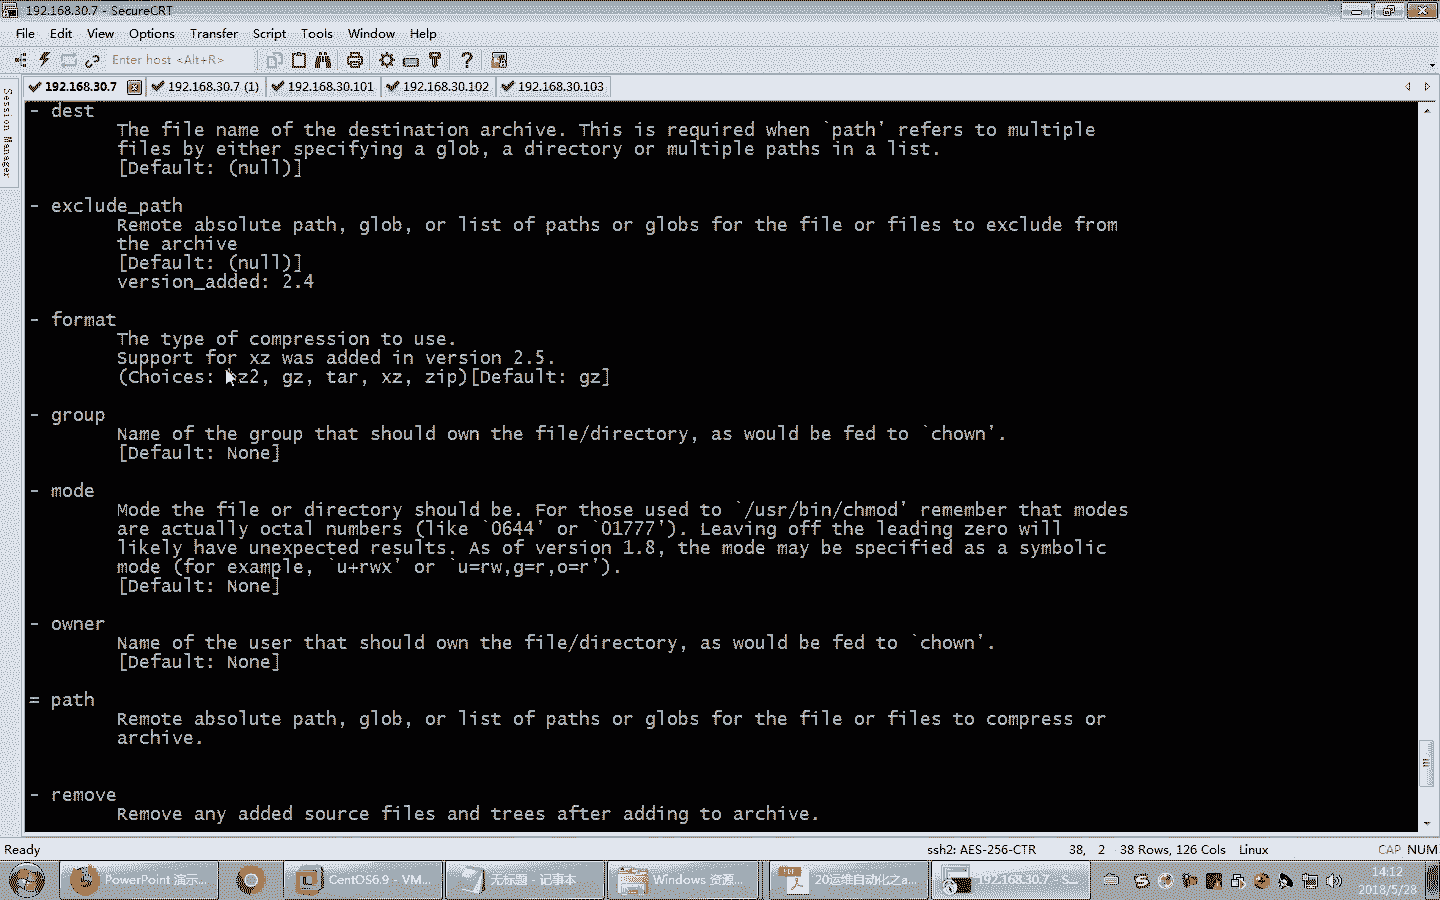 192.168.30.7 - SecureCRT
File Edit View Options Transfer Script Tools Window Help
Enter host <Alt+R>
192.168.30.7 192.168.30.7 (1) 192.168.30.101 192.168.30.102 192.168.30.103
Session Manager
- dest
The file name of the destination archive. This is required when `path' refers to multiple
files by either specifying a glob, a directory or multiple paths in a list.
[Default: (null)]
- exclude_path
Remote absolute path, glob, or list of paths or globs for the file or files to exclude from
the archive
[Default: (null)]
version_added: 2.4
- format
The type of compression to use.
Support for xz was added in version 2.5.
(Choices: bz2, gz, tar, xz, zip)[Default: gz]
- group
Name of the group that should own the file/directory, as would be fed to `chown'.
[Default: None]
- mode
Mode the file or directory should be. For those used to `/usr/bin/chmod' remember that modes
are actually octal numbers (like `0644' or `01777'). Leaving off the leading zero will
likely have unexpected results. As of version 1.8, the mode may be specified as a symbolic
mode (for example, `u+rwx' or `u=rw,g=r,o=r').
[Default: None]
- owner
Name of the user that should own the file/directory, as would be fed to `chown'.
[Default: None]
= path
Remote absolute path, glob, or list of paths or globs for the file or files to compress or
archive.
- remove
Remove any added source files and trees after adding to archive.
Ready ssh2: AES-256-CTR 38, 2 38 Rows, 126 Cols Linux CAP NUM
PowerPoint 演示... CentOS6.9 - VM... 无标题 - 记事本 Windows 资源... 20运维自动化之a... 192.168.30.7 - S... 14:12
2018/5/28